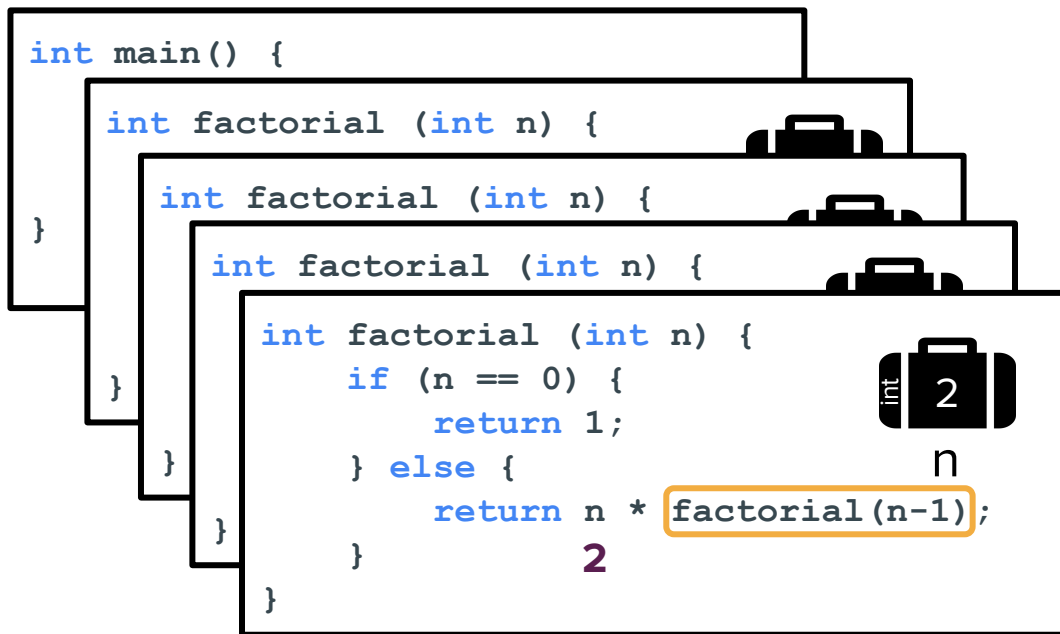 int main() {
int factorial (int n) {
int factorial (int n) {
}
int factorial (int n) {
int factorial (int n) {
if (n == 0) {
int 2
}
return 1;
} else {
n
}
return n * factorial(n-1);
}
} 2
}